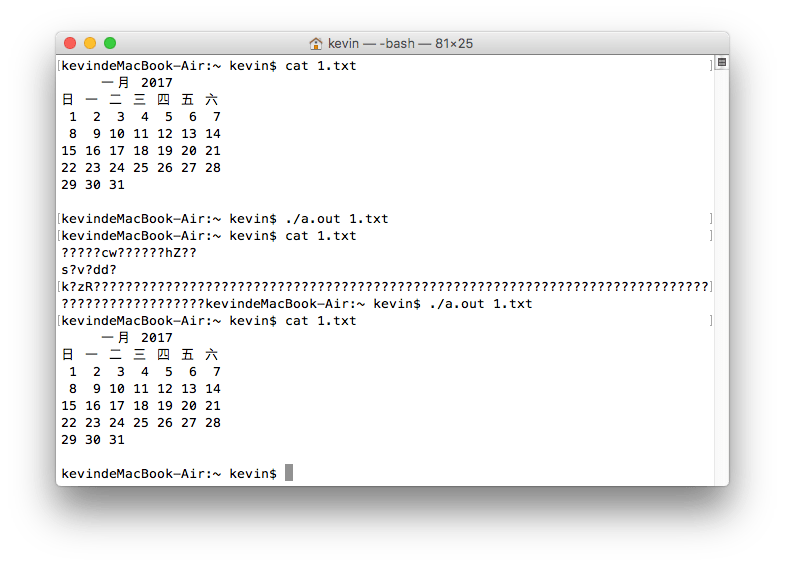 kevin — -bash — 81×25
kevindeMacBook-Air:~ kevin$ cat 1.txt
     一月 2017
日 一 二 三 四 五 六
 1  2  3  4  5  6  7
 8  9 10 11 12 13 14
15 16 17 18 19 20 21
22 23 24 25 26 27 28
29 30 31
kevindeMacBook-Air:~ kevin$ ./a.out 1.txt
kevindeMacBook-Air:~ kevin$ cat 1.txt
?????cw??????hZ??
s?v?dd?
k?zR?????????????????????????????????????????????????????????????????????????????
??????????????????kevindeMacBook-Air:~ kevin$ ./a.out 1.txt
kevindeMacBook-Air:~ kevin$ cat 1.txt
     一月 2017
日 一 二 三 四 五 六
 1  2  3  4  5  6  7
 8  9 10 11 12 13 14
15 16 17 18 19 20 21
22 23 24 25 26 27 28
29 30 31
kevindeMacBook-Air:~ kevin$